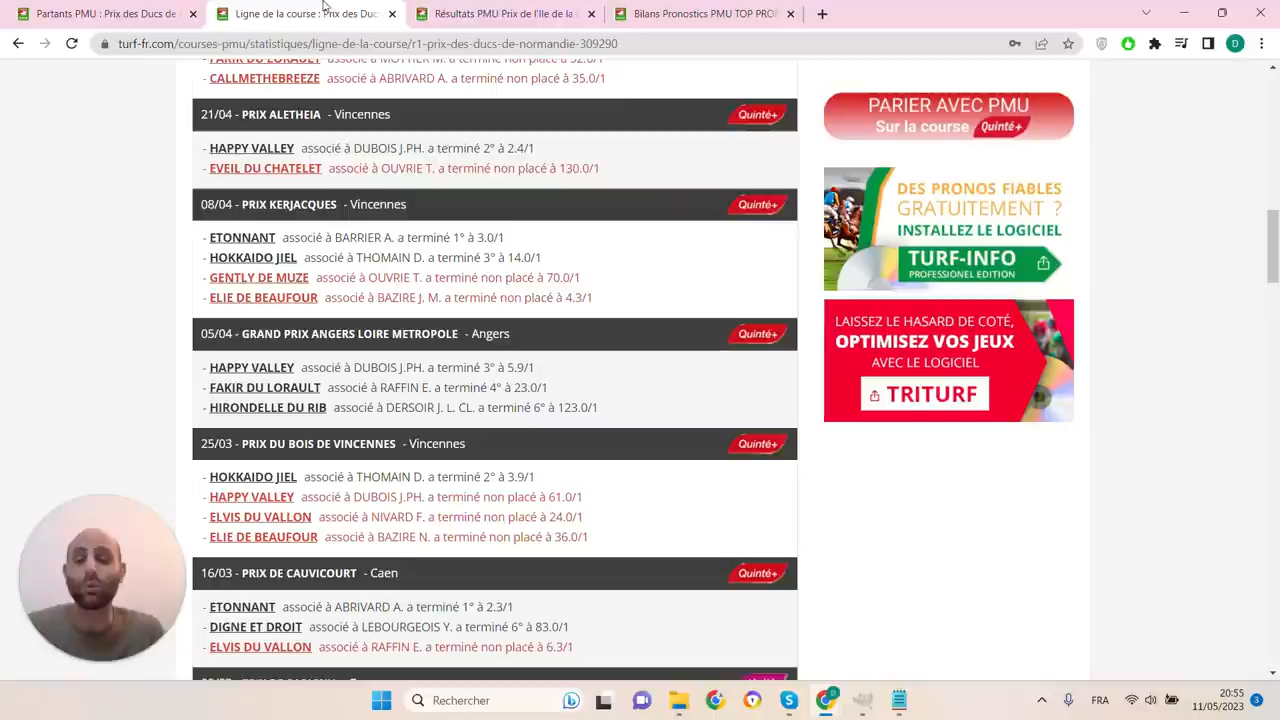 Partants PMU : Prix des Ducs de
Ligne de la course : Prix des Duc
Résultats PMU Prix de l'Ile de la
Bilans Pronostics PMU TOP PRO
turf-fr.com/courses-pmu/statistiques/ligne-de-la-course/r1-prix-des-ducs-de-normandie-309290
D
- FAKIR DU LORAULT associé à MOTTIER M. a terminé non placé à 32.0/1
- CALLMETHEBREEZE associé à ABRIVARD A. a terminé non placé à 35.0/1
21/04 - PRIX ALETHEIA - Vincennes
Quinté+
- HAPPY VALLEY associé à DUBOIS J.PH. a terminé 2° à 2.4/1
- EVEIL DU CHATELET associé à OUVRIE T. a terminé non placé à 130.0/1
08/04 - PRIX KERJACQUES - Vincennes
Quinté+
- ETONNANT associé à BARRIER A. a terminé 1° à 3.0/1
- HOKKAIDO JIEL associé à THOMAIN D. a terminé 3° à 14.0/1
- GENTLY DE MUZE associé à OUVRIE T. a terminé non placé à 70.0/1
- ELIE DE BEAUFOUR associé à BAZIRE J. M. a terminé non placé à 4.3/1
05/04 - GRAND PRIX ANGERS LOIRE METROPOLE - Angers
Quinté+
- HAPPY VALLEY associé à DUBOIS J.PH. a terminé 3° à 5.9/1
- FAKIR DU LORAULT associé à RAFFIN E. a terminé 4° à 23.0/1
- HIRONDELLE DU RIB associé à DERSOIR J. L. CL. a terminé 6° à 123.0/1
25/03 - PRIX DU BOIS DE VINCENNES - Vincennes
Quinté+
- HOKKAIDO JIEL associé à THOMAIN D. a terminé 2° à 3.9/1
- HAPPY VALLEY associé à DUBOIS J.PH. a terminé non placé à 61.0/1
- ELVIS DU VALLON associé à NIVARD F. a terminé non placé à 24.0/1
- ELIE DE BEAUFOUR associé à BAZIRE N. a terminé non placé à 36.0/1
16/03 - PRIX DE CAUVICOURT - Caen
Quinté+
- ETONNANT associé à ABRIVARD A. a terminé 1° à 2.3/1
- DIGNE ET DROIT associé à LEBOURGEOIS Y. a terminé 6° à 83.0/1
- ELVIS DU VALLON associé à RAFFIN E. a terminé non placé à 6.3/1
PARIER AVEC PMU
Sur la course Quinté+
DES PRONOS FIABLES
GRATUITEMENT ?
INSTALLEZ LE LOGICIEL
TURF-INFO
PROFESSIONEL EDITION
LAISSEZ LE HASARD DE COTÉ,
OPTIMISEZ VOS JEUX
AVEC LE LOGICIEL
TRITURF
Rechercher
FRA
20:55
11/05/2023
3